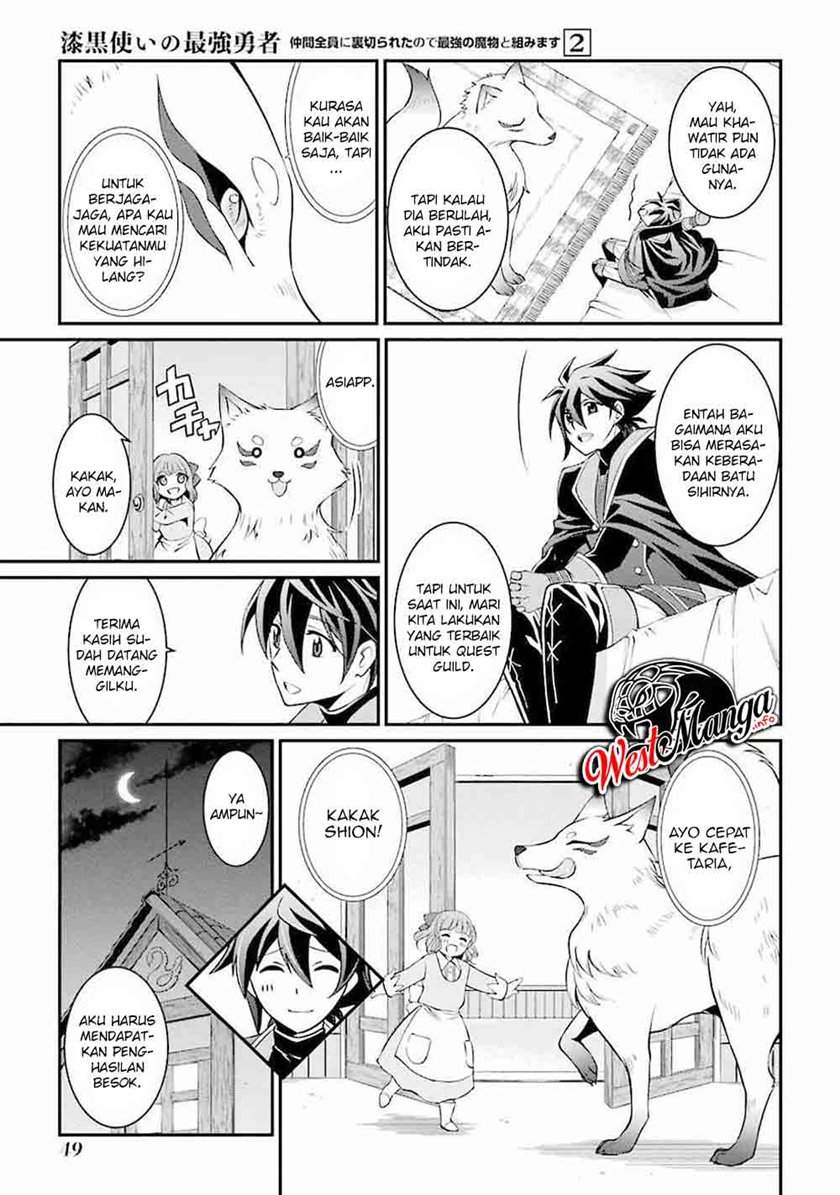 漆黒使いの最強勇者 仲間全員に裏切られたので最強の魔物と組みます 2
YAH,
MAU KHA-
WATIR PUN
TIDAK ADA
GUNA-
NYA.
TAPI KALAU
DIA BERULAH,
AKU PASTI A-
KAN BER-
TINDAK.
KURASA
KAU AKAN
BAIK-BAIK
SAJA, TAPI
...
UNTUK
BERJAGA-
JAGA, APA KAU
MAU MENCARI
KEKUATANMU
YANG HI-
LANG?
ENTAH BA-
GAIMANA AKU
BISA MERASA-
KAN KEBERA-
DAAN BATU
SIHIRNYA.
TAPI UNTUK
SAAT INI, MARI
KITA LAKUKAN
YANG TERBAIK
UNTUK QUEST
GUILD.
ASIAPP.
ガチャ
KAKAK,
AYO MA-
KAN.
TERIMA
KASIH SU-
DAH DATANG
MEMANG-
GILKU.
WestManga
.info
AYO CEPAT
KE KAFE-
TARIA,
KAKAK
SHION!
YA
AMPUN~
AKU HARUS
MENDAPAT-
KAN PENG-
HASILAN
BESOK.
49